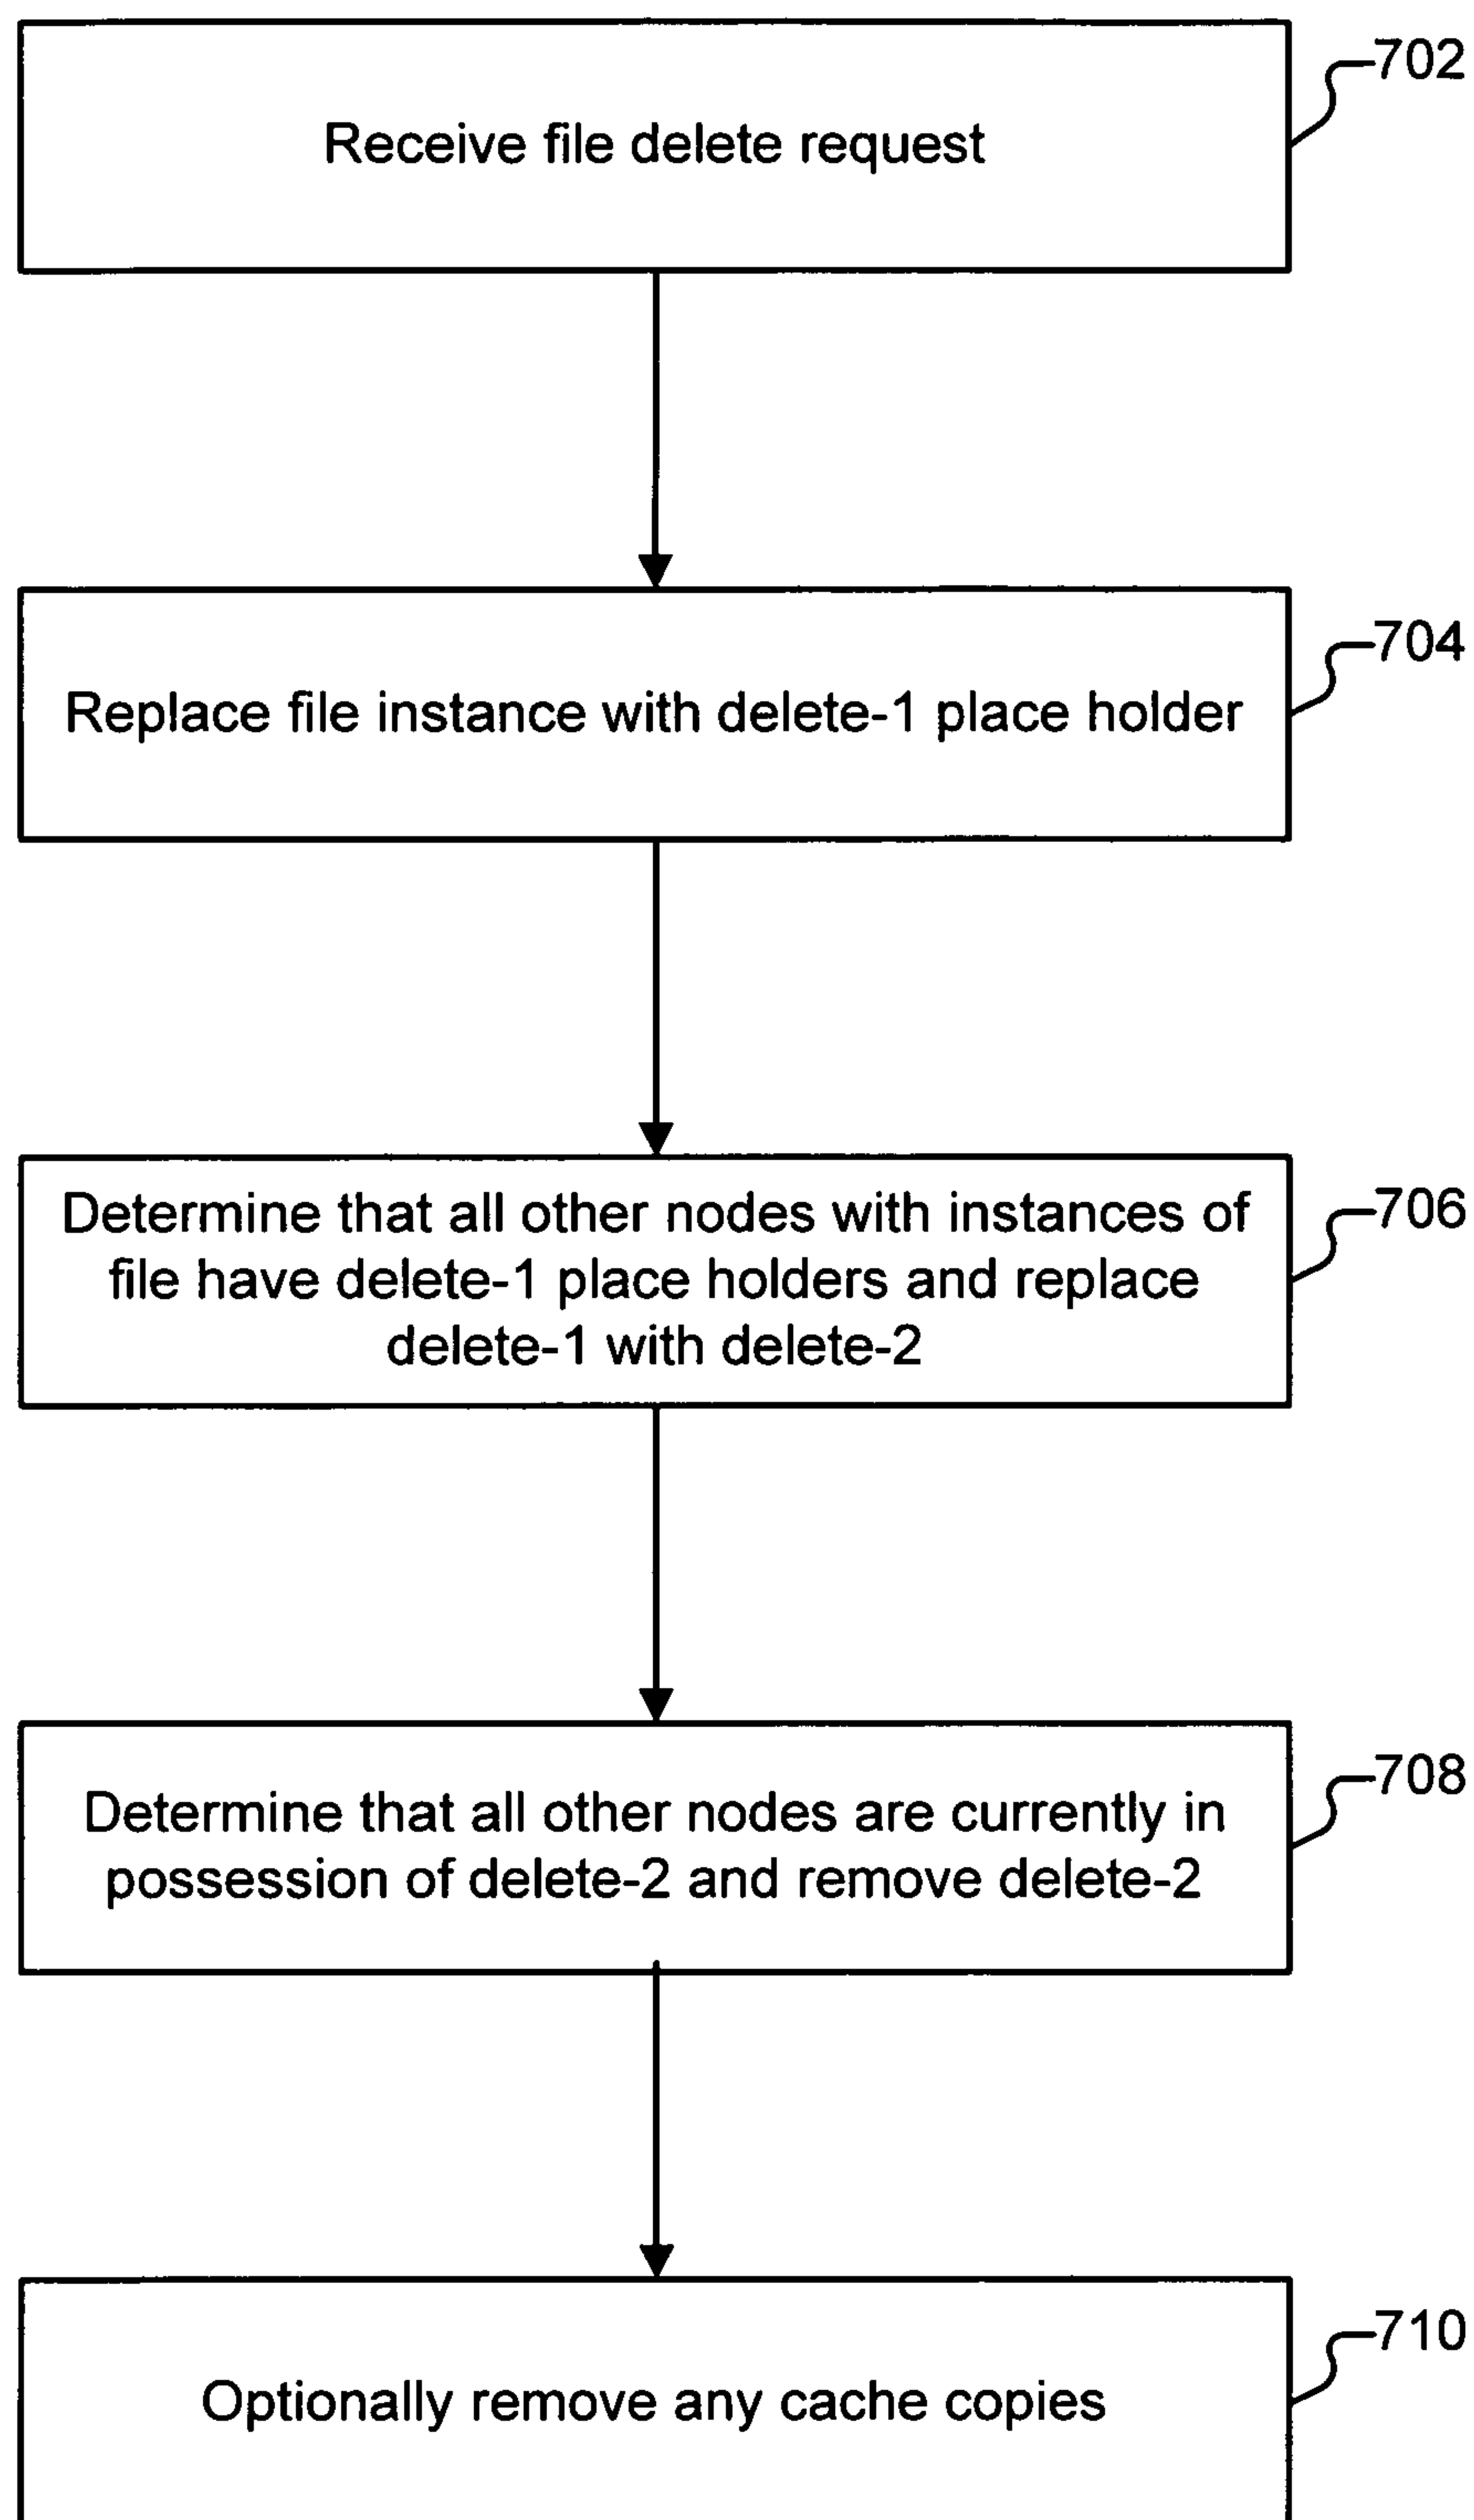 702
Receive file delete request
704
Replace file instance with delete-1 place holder
706
Determine that all other nodes with instances of
file have delete-1 place holders and replace
delete-1 with delete-2
708
Determine that all other nodes are currently in
possession of delete-2 and remove delete-2
710
Optionally remove any cache copies